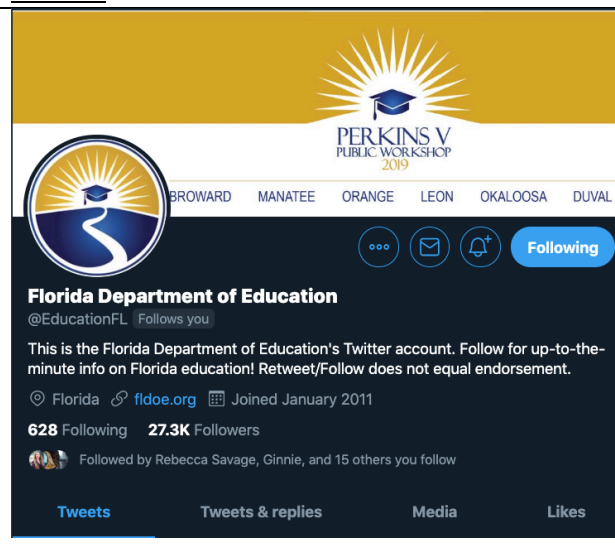 PERKINS V
PUBLIC WORKSHOP
2019
BROWARD MANATEE ORANGE LEON OKALOOSA DUVAL
Following
Florida Department of Education
@EducationFL Follows you
This is the Florida Department of Education's Twitter account. Follow for up-to-the-
minute info on Florida education! Retweet/Follow does not equal endorsement.
Florida fldoe.org Joined January 2011
628 Following 27.3K Followers
Followed by Rebecca Savage, Ginnie, and 15 others you follow
Tweets Tweets & replies Media Likes